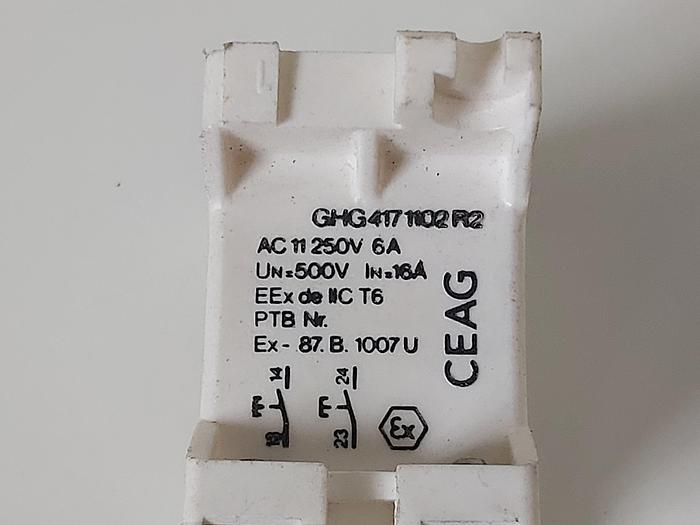 GHG 417 1102 R2
AC 11 250V 6A
UN=500V IN=16A
EEx de IIC T6
PTB Nr.
Ex-87.B.1007 U
CEAG
14 24
13 23
Ex